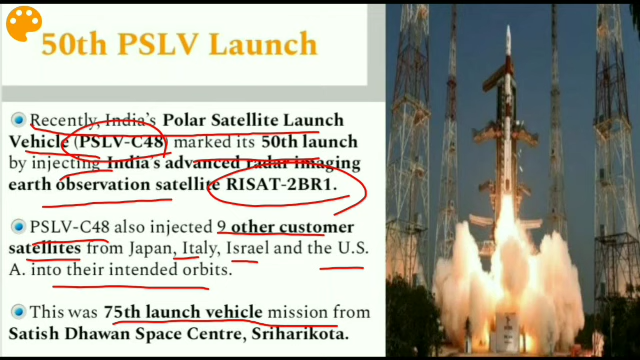 50th PSLV Launch
Recently, India's Polar Satellite Launch
Vehicle (PSLV-C48) marked its 50th launch
by injecting India's advanced radar imaging
earth observation satellite RISAT-2BR1.
PSLV-C48 also injected 9 other customer
satellites from Japan, Italy, Israel and the U.S.
A. into their intended orbits.
This was 75th launch vehicle mission from
Satish Dhawan Space Centre, Sriharikota.